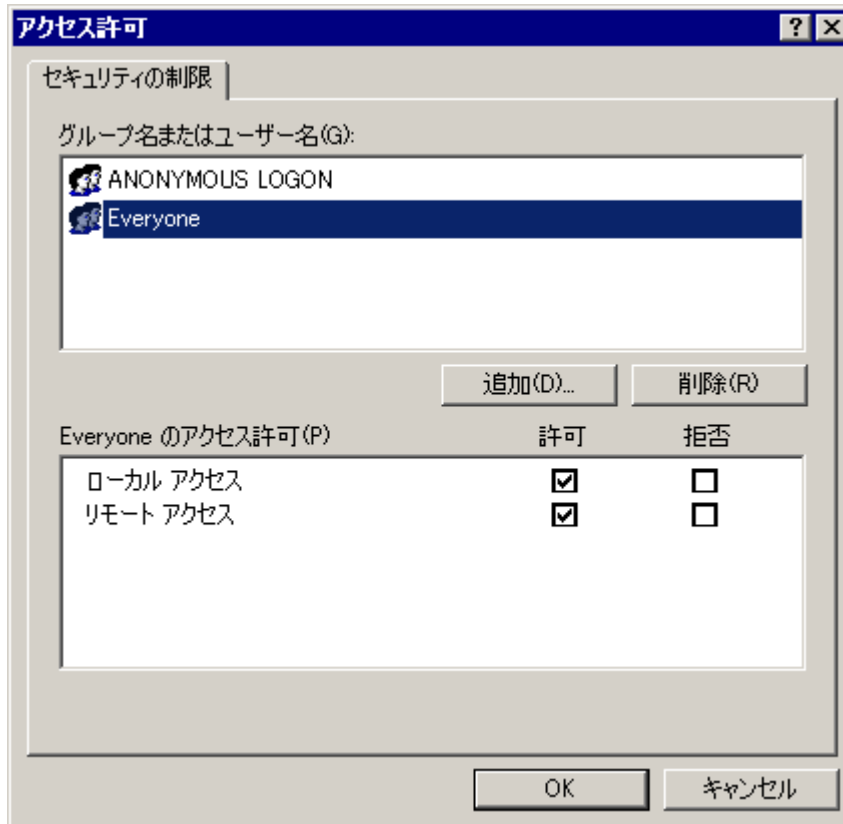 アクセス許可
セキュリティの制限
グループ名またはユーザー名(G):
ANONYMOUS LOGON
Everyone
追加(D)... 削除(R)
Everyone のアクセス許可(P) 許可 拒否
ローカル アクセス
リモート アクセス
OK キャンセル